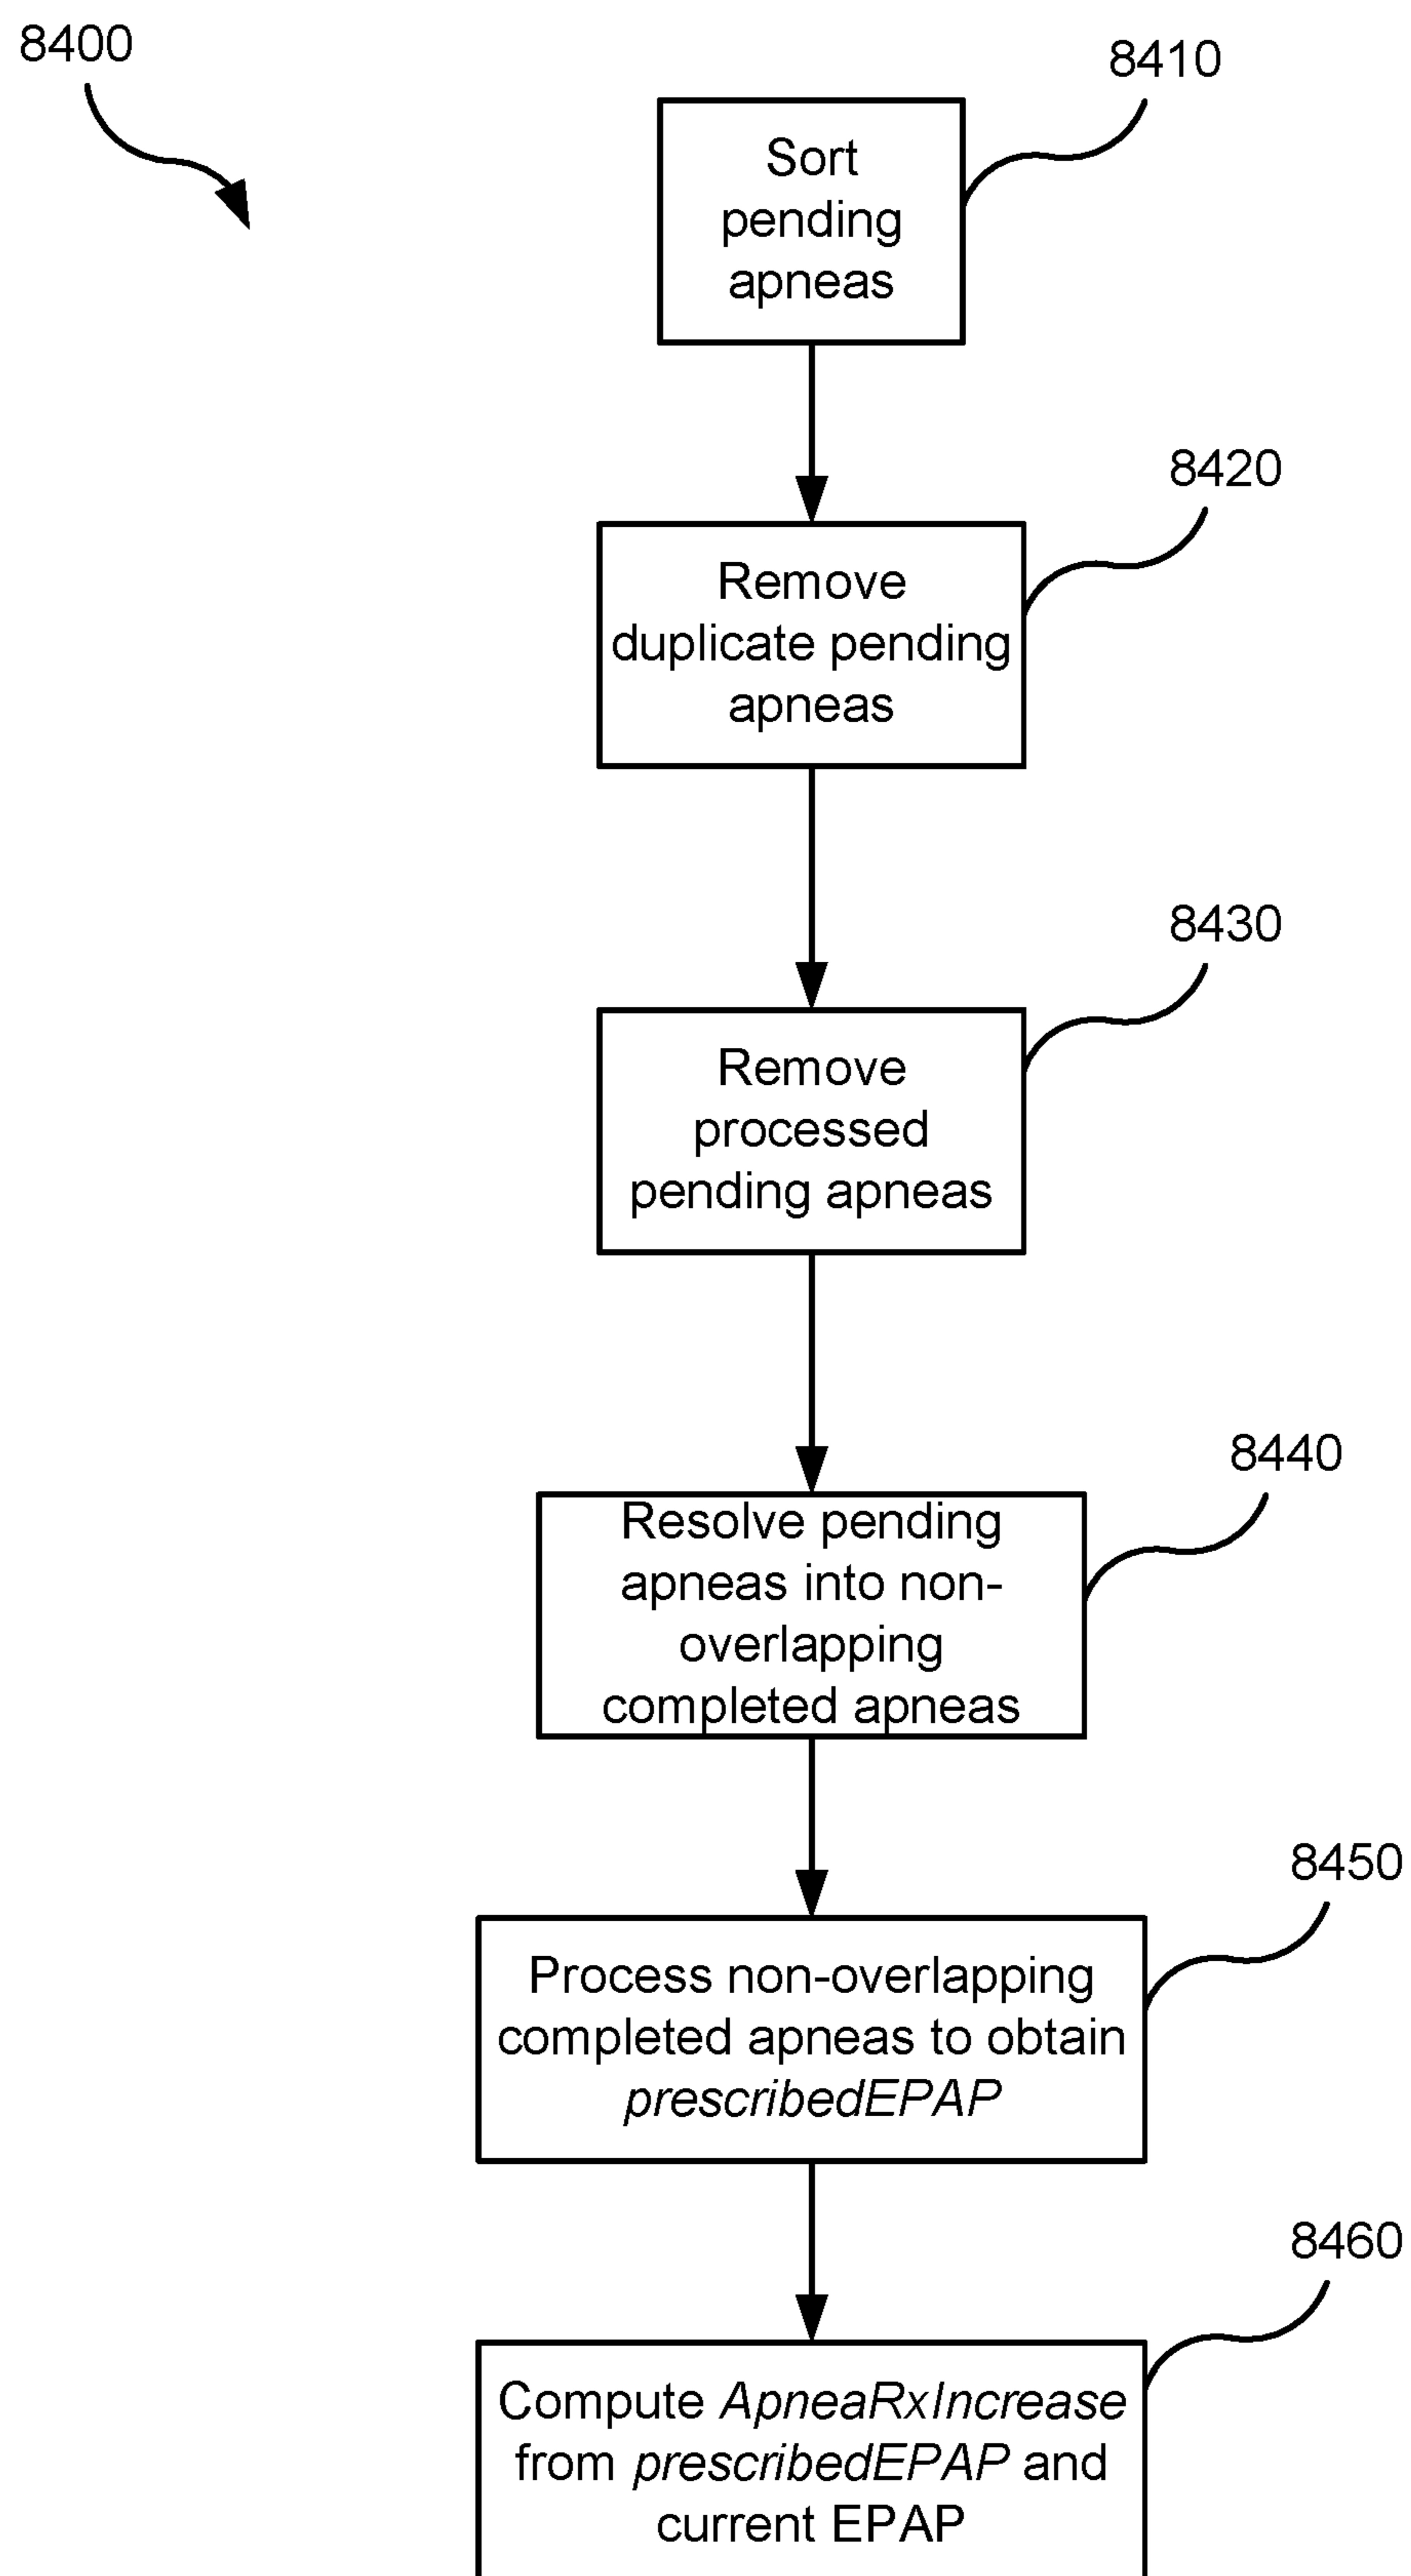 8400
8410
Sort
pending
apneas
8420
Remove
duplicate pending
apneas
8430
Remove
processed
pending apneas
8440
Resolve pending
apneas into non-
overlapping
completed apneas
8450
Process non-overlapping
completed apneas to obtain
prescribedEPAP
8460
Compute ApneaRxIncrease
from prescribedEPAP and
current EPAP